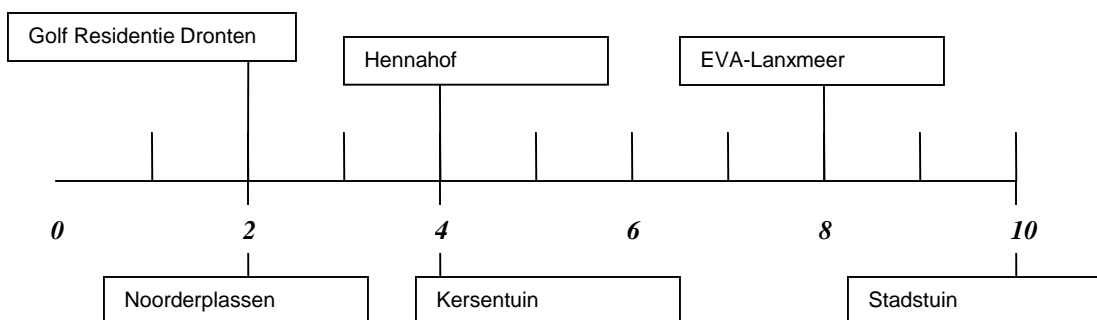 Golf Residentie Dronten
Hennahof
EVA-Lanxmeer
0 2 4 6 8 10
Noorderplassen
Kersentuin
Stadstuin